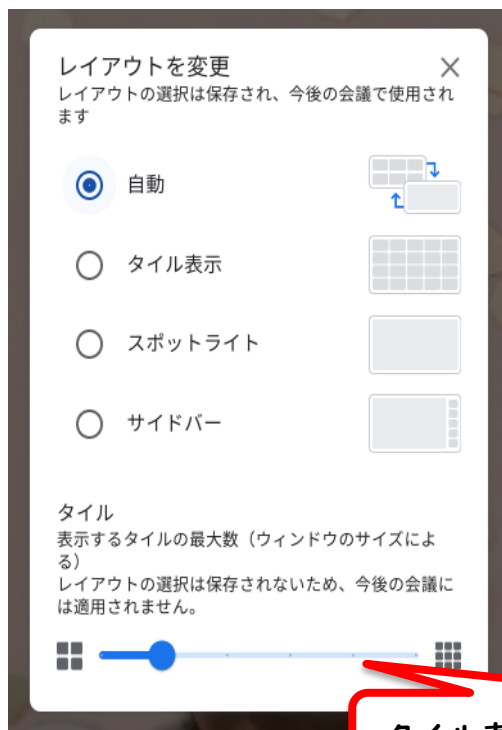 レイアウトを変更
レイアウトの選択は保存され、今後の会議で使用され
ます
自動
タイル表示
スポットライト
サイドバー
タイル
表示するタイルの最大数（ウィンドウのサイズによ
る）
レイアウトの選択は保存されないため、今後の会議に
は適用されません。